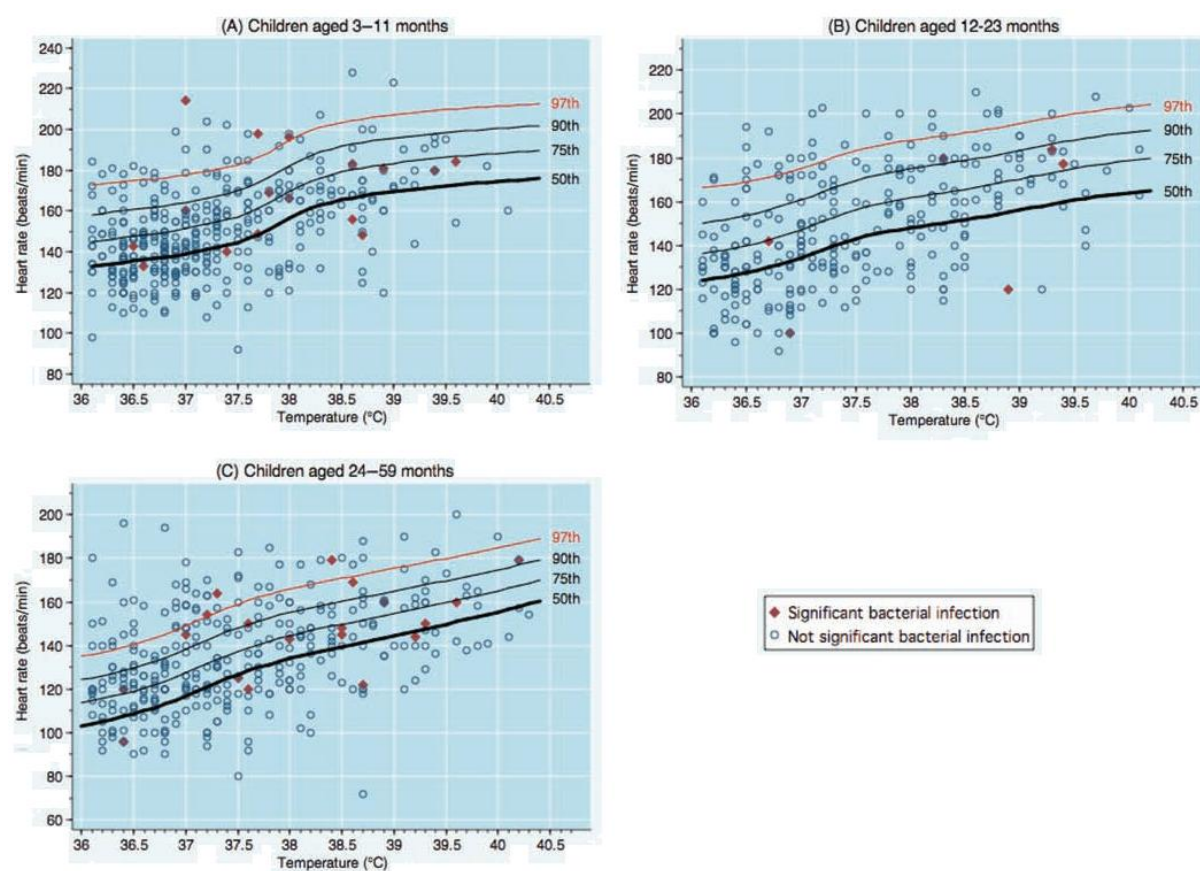 (A) Children aged 3–11 months
240
220
200
180
160
140
120
100
80
Heart rate (beats/min)
97th
90th
75th
50th
36 36.5 37 37.5 38 38.5 39 39.5 40 40.5
Temperature (°C)
(B) Children aged 12-23 months
220
200
180
160
140
120
100
80
Heart rate (beats/min)
97th
90th
75th
50th
36 36.5 37 37.5 38 38.5 39 39.5 40 40.5
Temperature (°C)
(C) Children aged 24–59 months
200
180
160
140
120
100
80
60
Heart rate (beats/min)
97th
90th
75th
50th
36 36.5 37 37.5 38 38.5 39 39.5 40 40.5
Temperature (°C)
Significant bacterial infection
Not significant bacterial infection